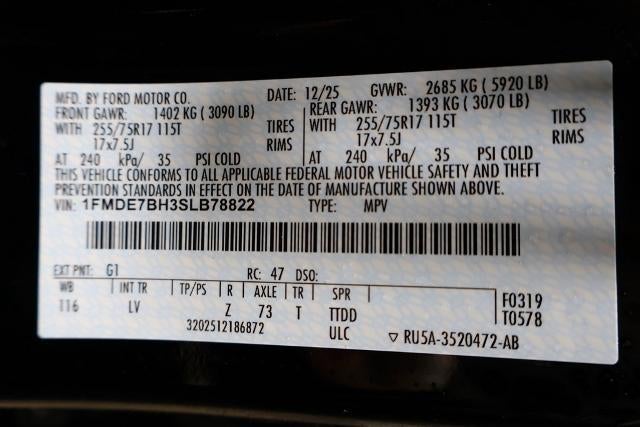 MFD. BY FORD MOTOR CO. DATE: 12/25 GVWR: 2685 KG ( 5920 LB)
FRONT GAWR: 1402 KG ( 3090 LB) REAR GAWR: 1393 KG ( 3070 LB)
WITH 255/75R17 115T TIRES WITH 255/75R17 115T TIRES
17x7.5J RIMS 17x7.5J RIMS
AT 240 kPa/ 35 PSI COLD AT 240 kPa/ 35 PSI COLD
THIS VEHICLE CONFORMS TO ALL APPLICABLE FEDERAL MOTOR VEHICLE SAFETY AND THEFT
PREVENTION STANDARDS IN EFFECT ON THE DATE OF MANUFACTURE SHOWN ABOVE.
VIN: 1FMDE7BH3SLB78822 TYPE: MPV
EXT PNT: G1 RC: 47 DSO:
WB INT TR TP/PS R AXLE TR SPR F0319
116 LV Z 73 T TTDD T0578
3202512186872 ULC ▽ RU5A-3520472-AB